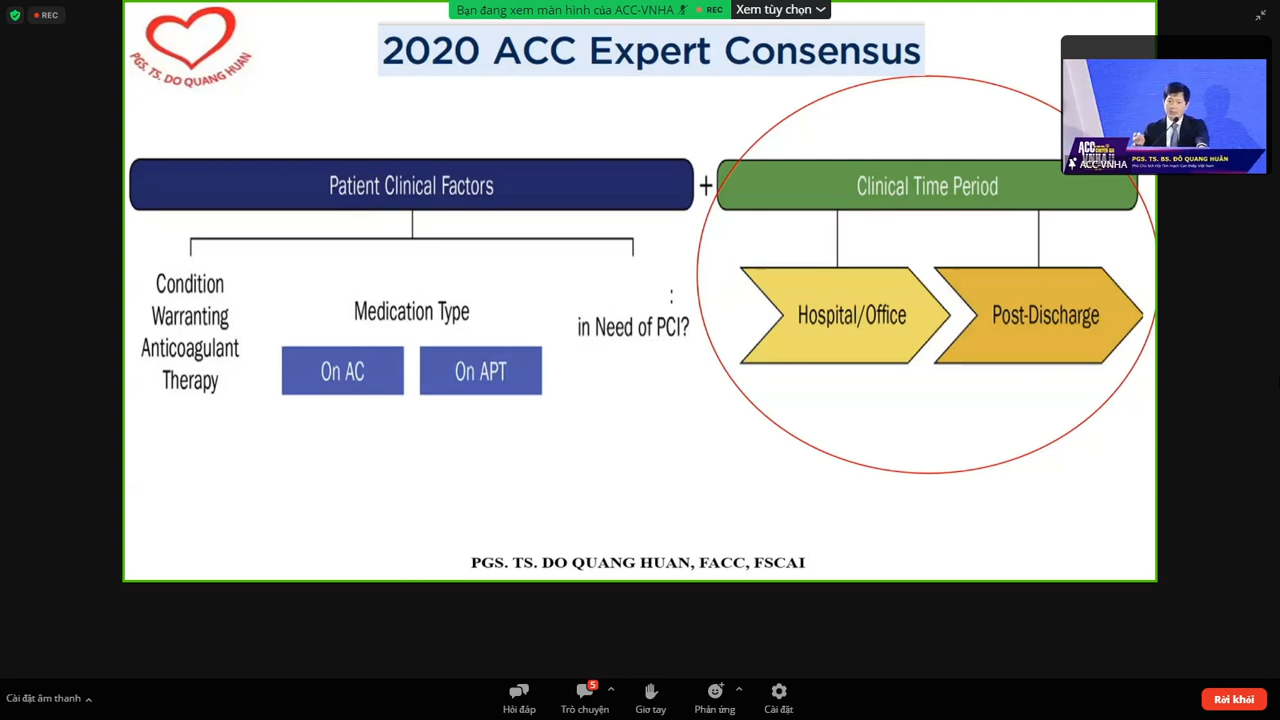 REC
Bạn đang xem màn hình của ACC-VNHA
REC
Xem tùy chọn
PGS. TS. DO QUANG HUAN
2020 ACC Expert Consensus
ACC
VNHA
PGS. TS. BS. ĐỖ QUANG HUÂN
ACC-VNHA
Patient Clinical Factors
+
Clinical Time Period
Condition
Warranting
Anticoagulant
Therapy
Medication Type
On AC
On APT
:
in Need of PCI?
Hospital/Office
Post-Discharge
PGS. TS. DO QUANG HUAN, FACC, FSCAI
Cài đặt âm thanh
Hỏi đáp
5
Trò chuyện
Giơ tay
Phản ứng
Cài đặt
Rời khỏi